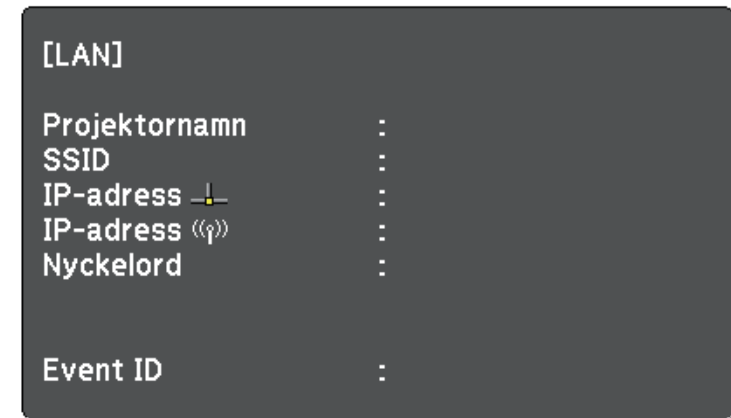 [LAN]
Projektornamn :
SSID :
IP-adress :
IP-adress :
Nyckelord :
Event ID :